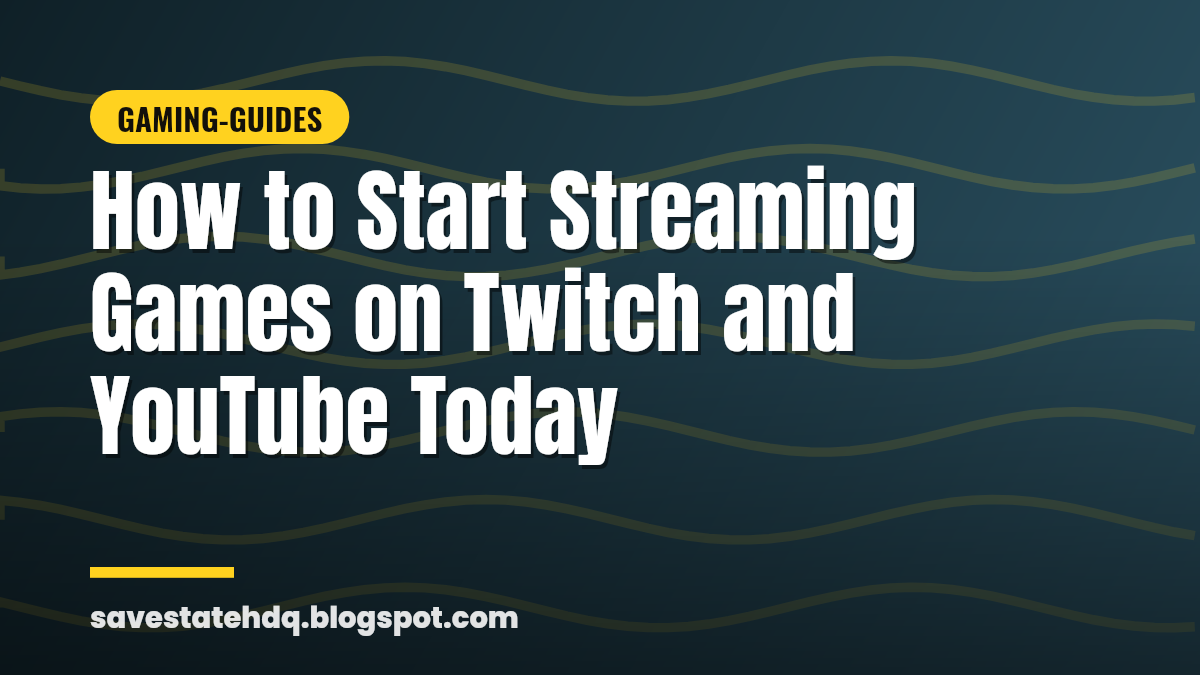 GAMING-GUIDES
How to Start Streaming
Games on Twitch and
YouTube Today
savestatehdq.blogspot.com